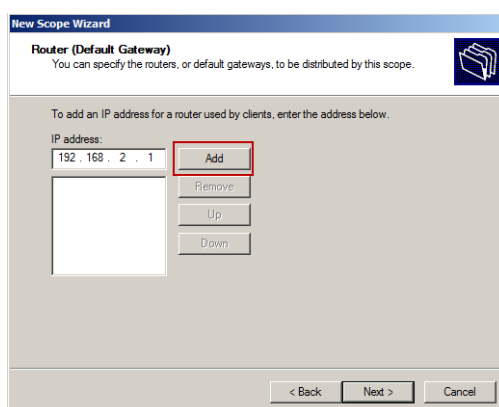 New Scope Wizard
Router (Default Gateway)
You can specify the routers, or default gateways, to be distributed by this scope.
To add an IP address for a router used by clients, enter the address below.
IP address:
192 . 168 . 2 . 1
Add
Remove
Up
Down
< Back
Next >
Cancel